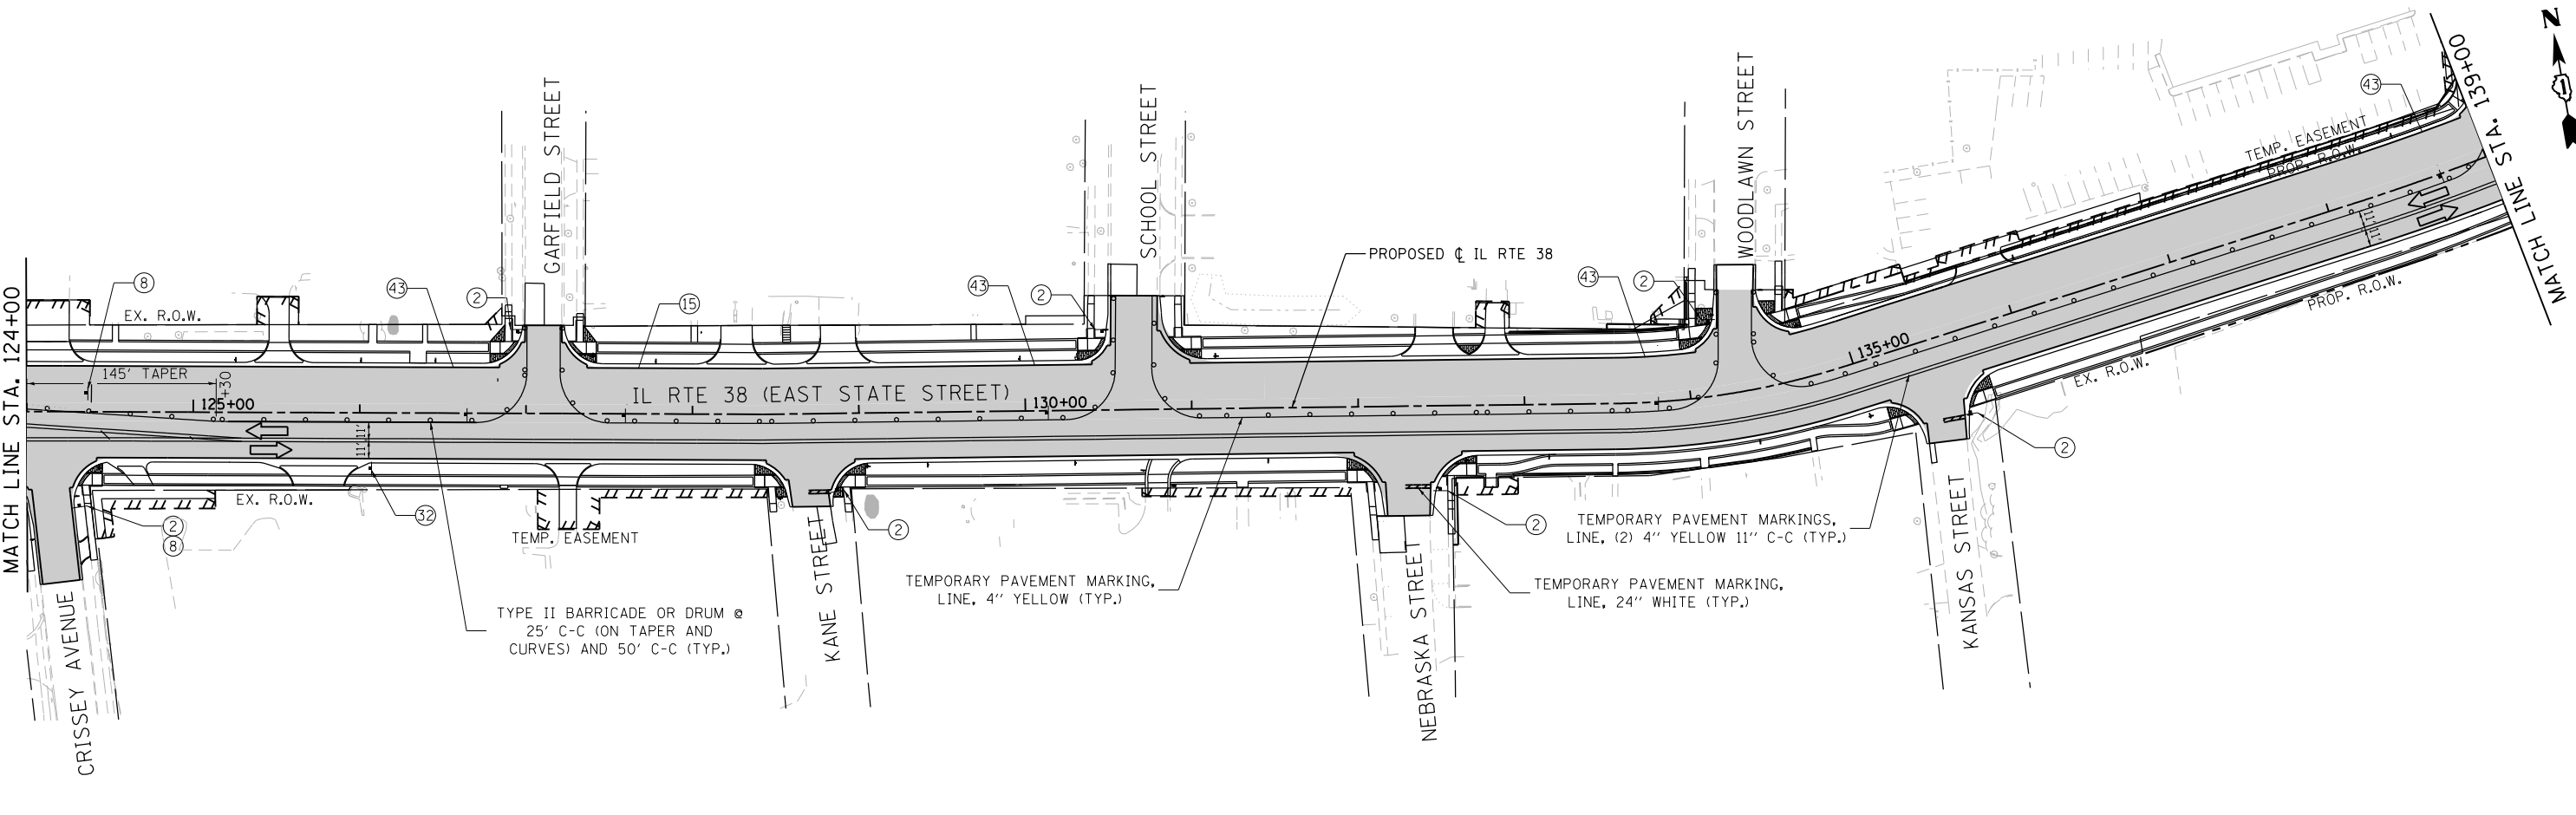 N
MATCH LINE STA. 124+00
MATCH LINE STA. 139+00
GARFIELD STREET
SCHOOL STREET
WOODLAWN STREET
CRISSEY AVENUE
KANE STREET
NEBRASKA STREET
KANSAS STREET
PROPOSED ℄ IL RTE 38
IL RTE 38 (EAST STATE STREET)
EX. R.O.W.
145' TAPER
+30
125+00
130+00
135+00
8
43
2
15
43
2
43
2
43
TEMP. EASEMENT
PROP. R.O.W.
PROP. R.O.W.
EX. R.O.W.
11' 11'
11' 11'
EX. R.O.W.
32
2
8
2
2
2
TEMP. EASEMENT
TYPE II BARRICADE OR DRUM @
25' C-C (ON TAPER AND
CURVES) AND 50' C-C (TYP.)
TEMPORARY PAVEMENT MARKING,
LINE, 4" YELLOW (TYP.)
TEMPORARY PAVEMENT MARKINGS,
LINE, (2) 4" YELLOW 11" C-C (TYP.)
TEMPORARY PAVEMENT MARKING,
LINE, 24" WHITE (TYP.)